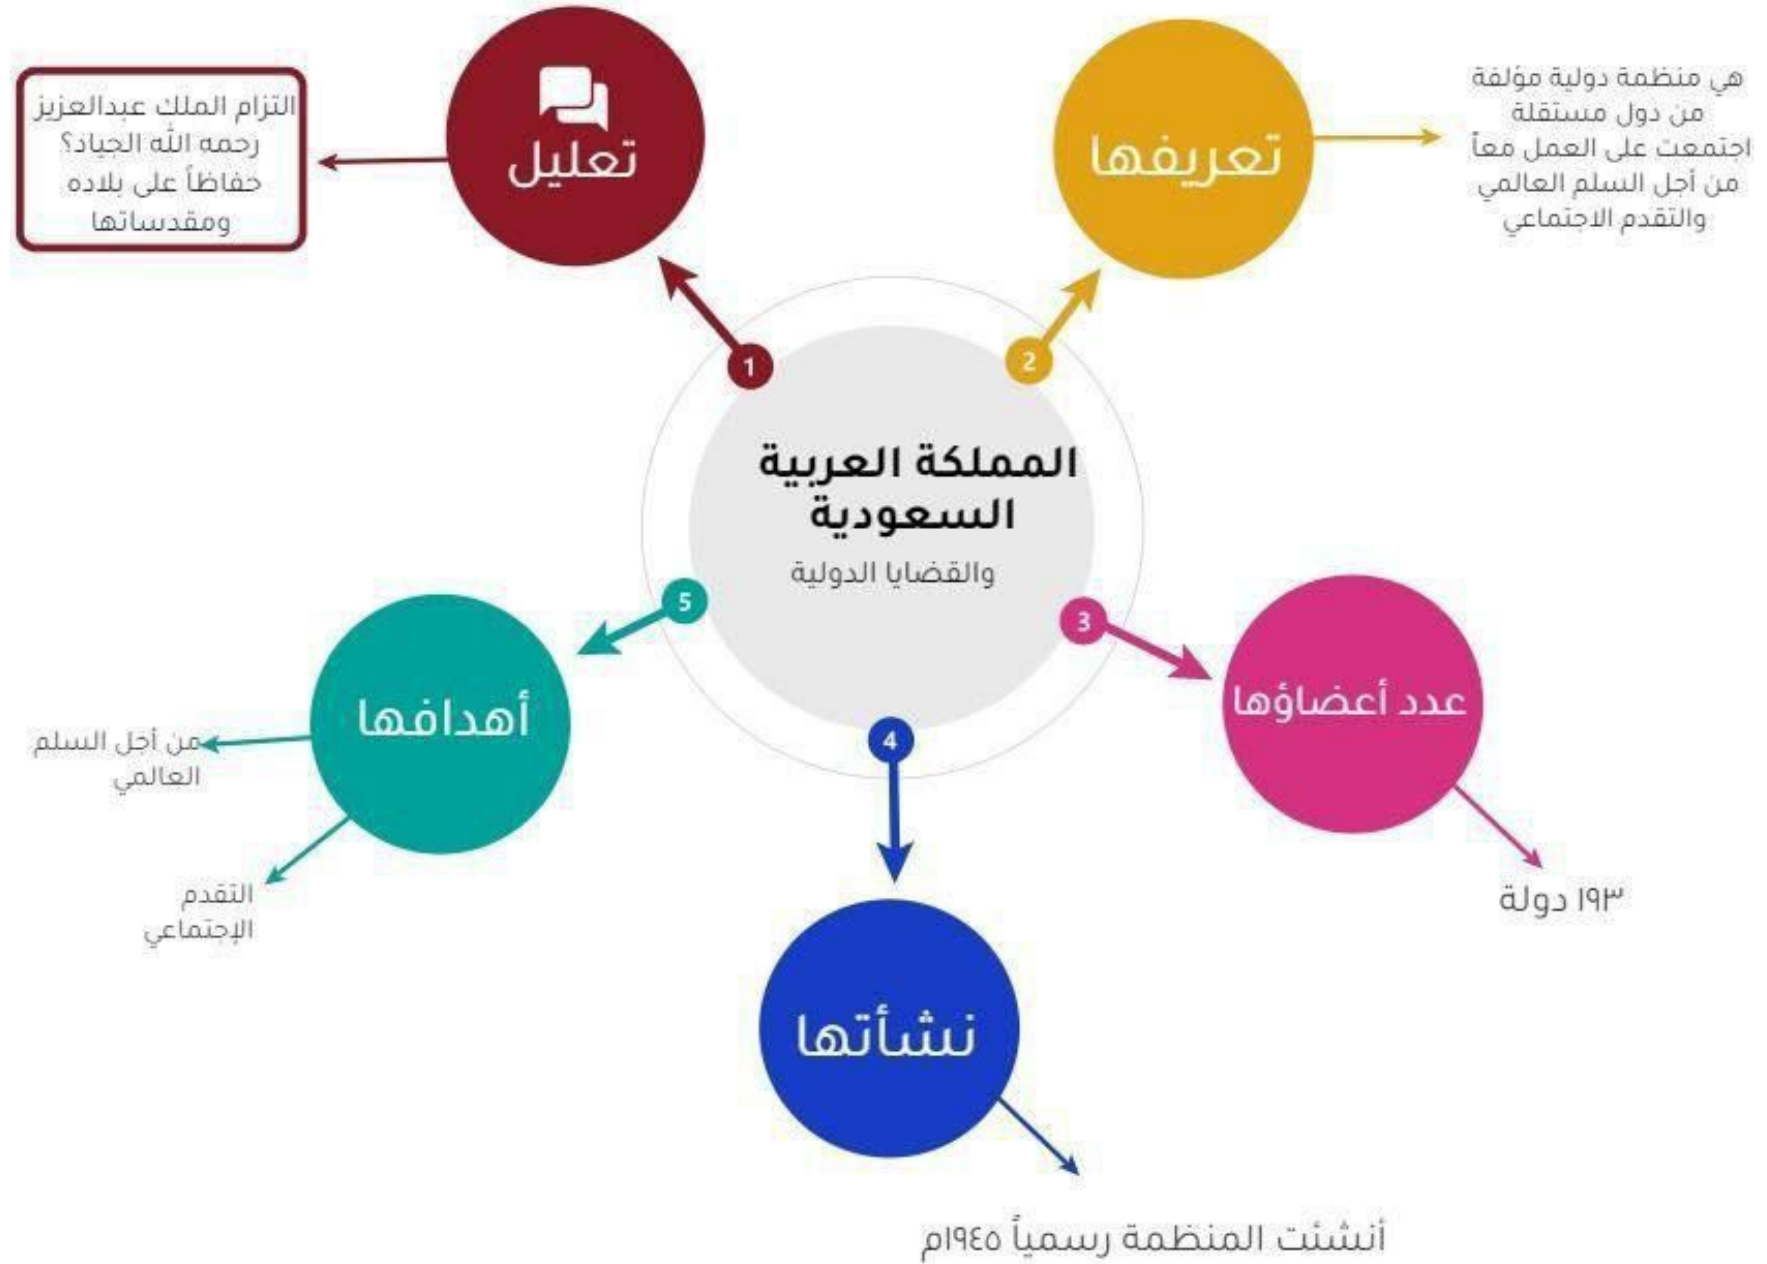 المملكة العربية
السعودية
والقضايا الدولية
1
تعليل
التزام الملك عبدالعزيز
رحمه الله الجياد؟
حفاظاً على بلاده
ومقدساتها
2
تعريفها
هي منظمة دولية مؤلفة
من دول مستقلة
اجتمعت على العمل معاً
من أجل السلم العالمي
والتقدم الاجتماعي
3
عدد أعضاؤها
١٩٣ دولة
4
نشأتها
أنشئت المنظمة رسمياً ١٩٤٥م
5
أهدافها
من أجل السلم
العالمي
التقدم
الإجتماعي